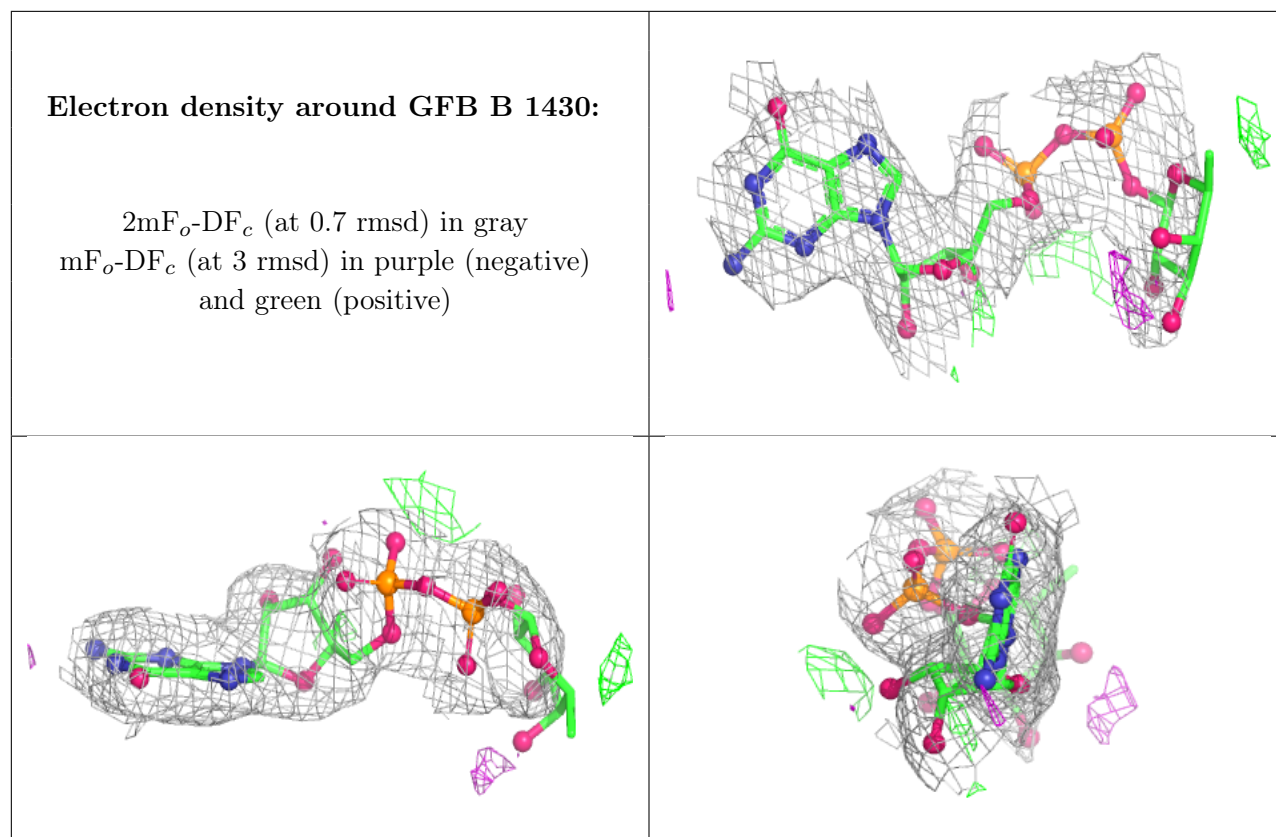 Electron density around GFB B 1430:
2mFo-DFc (at 0.7 rmsd) in gray
mFo-DFc (at 3 rmsd) in purple (negative)
and green (positive)